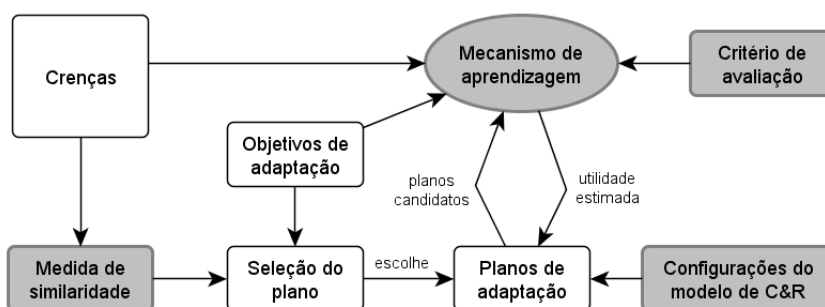 Mecanismo de
aprendizagem
Critério de
avaliação
Crenças
Objetivos de
adaptação
planos
candidatos
utilidade
estimada
Medida de
similaridade
Seleção do
plano
escolhe
Planos de
adaptação
Configurações do
modelo de C&R